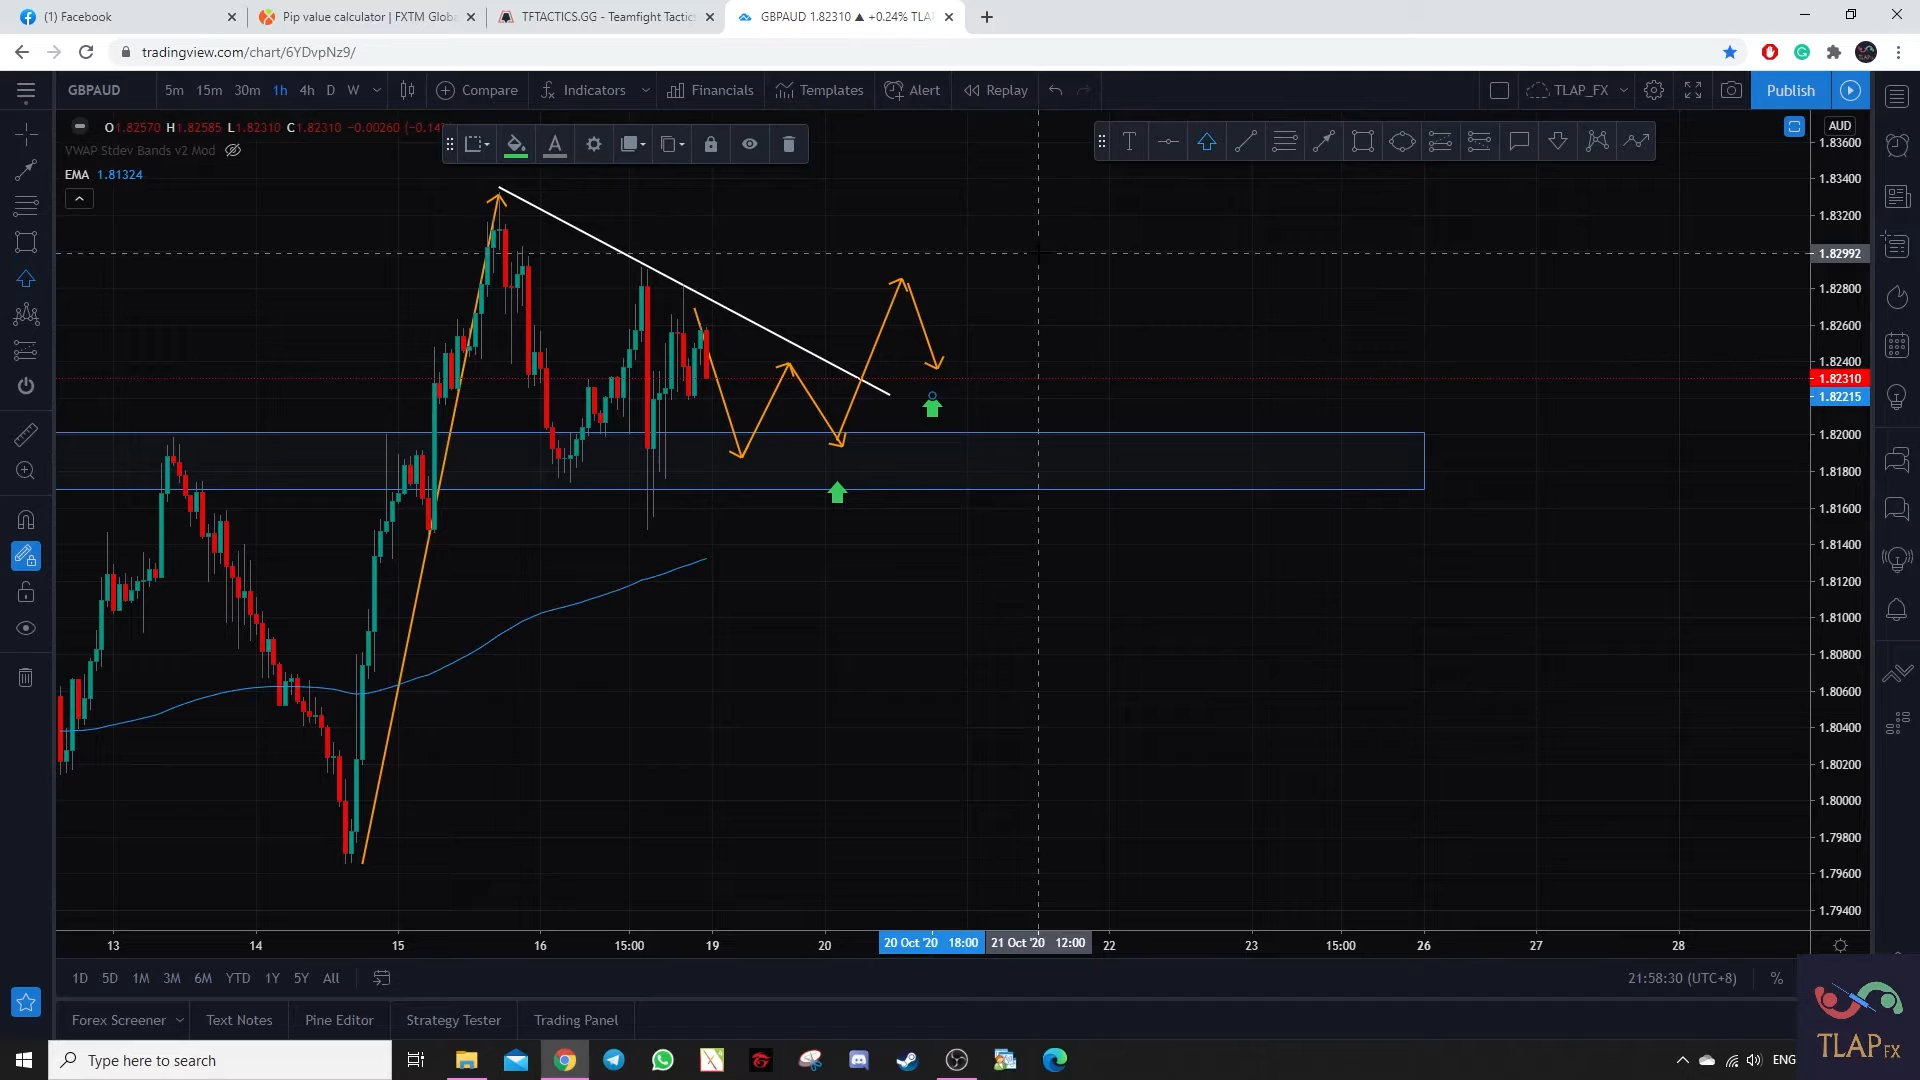 (1) Facebook
Pip value calculator | FXTM Globa
TFTACTICS.GG - Teamfight Tactics
GBPAUD 1.82310 ▲ +0.24% TLAP
tradingview.com/chart/6YDvpNz9/
GBPAUD 5m 15m 30m 1h 4h D W Compare Indicators Financials Templates Alert Replay TLAP_FX Publish
O1.82570 H1.82585 L1.82310 C1.82310 −0.00260 (−0.14
VWAP Stdev Bands v2 Mod
EMA 1.81324
AUD
1.83600
1.83400
1.83200
1.82992
1.82800
1.82600
1.82400
1.82310
1.82215
1.82000
1.81800
1.81600
1.81400
1.81200
1.81000
1.80800
1.80600
1.80400
1.80200
1.80000
1.79800
1.79600
1.79400
13 14 15 16 15:00 19 20 20 Oct '20 18:00 21 Oct '20 12:00 22 23 15:00 26 27 28
1D 5D 1M 3M 6M YTD 1Y 5Y All 21:58:30 (UTC+8) %
Forex Screener Text Notes Pine Editor Strategy Tester Trading Panel
Type here to search
ENG
TLAP FX